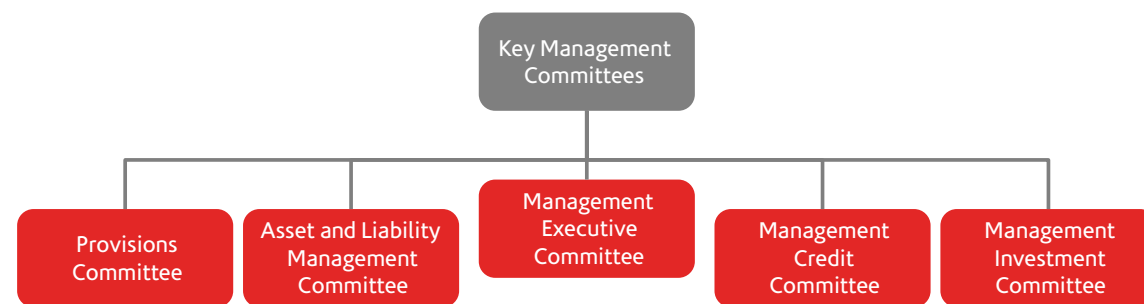 Key Management
Committees
Provisions
Committee
Asset and Liability
Management
Committee
Management
Executive
Committee
Management
Credit
Committee
Management
Investment
Committee